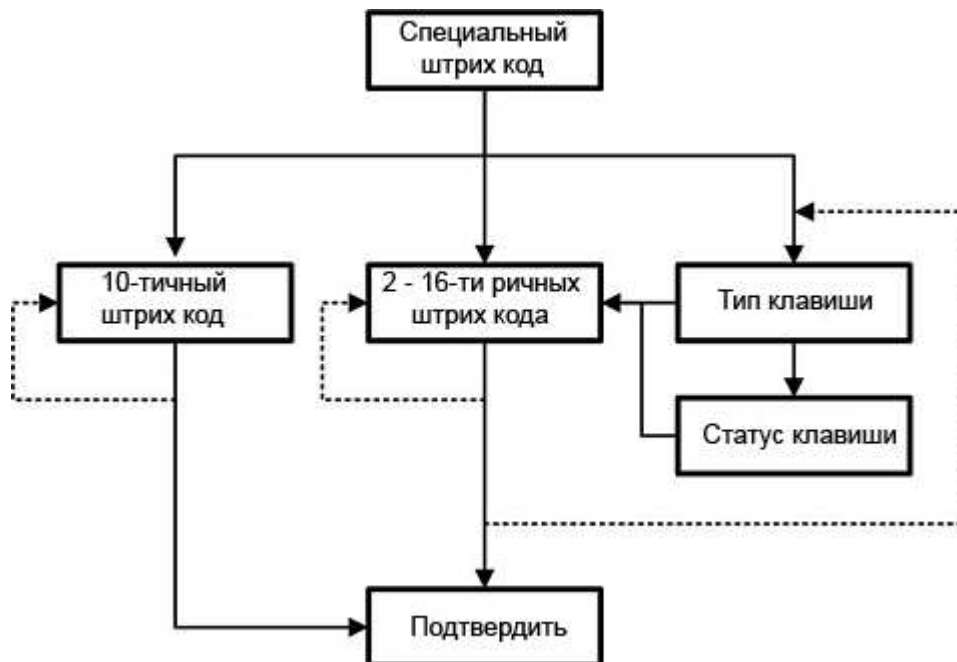 Специальный
штрих код
10-тичный
штрих код
2 - 16-ти ричных
штрих кода
Тип клавиши
Статус клавиши
Подтвердить